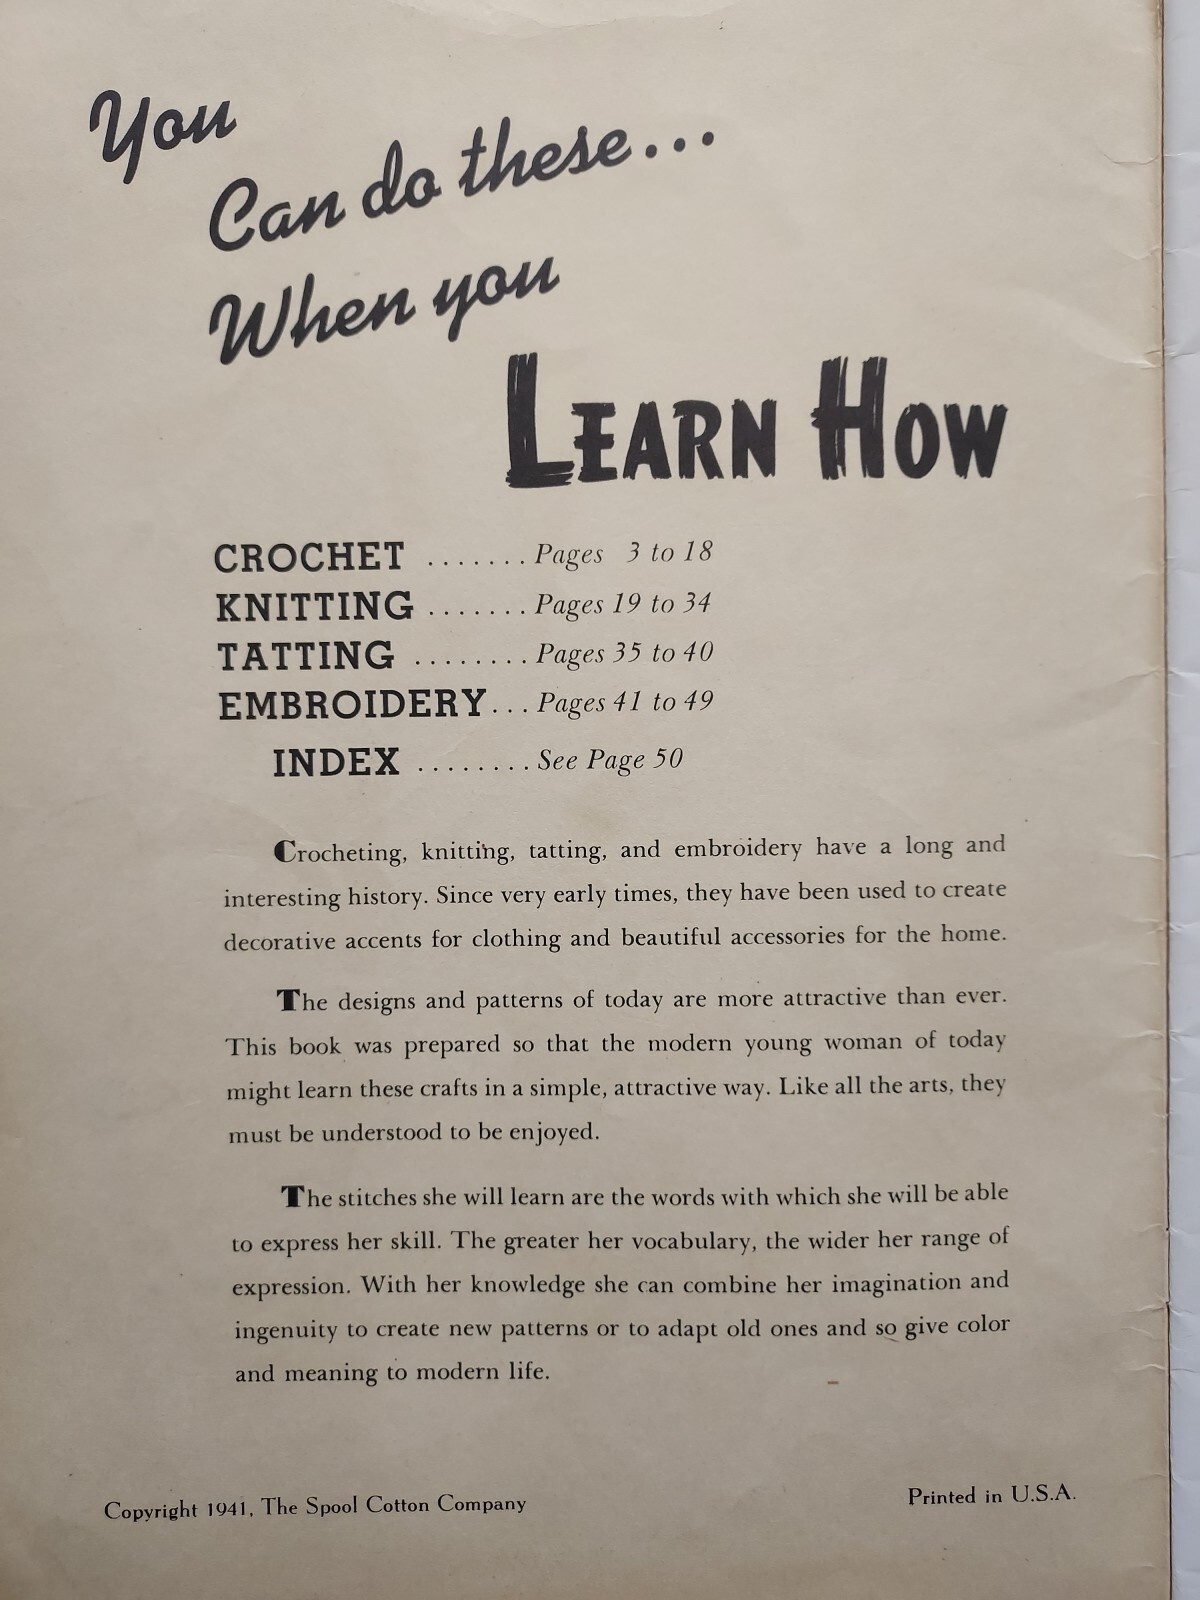 You
Can do these...
When you
LEARN HOW
CROCHET ....... Pages 3 to 18
KNITTING ....... Pages 19 to 34
TATTING ........ Pages 35 to 40
EMBROIDERY... Pages 41 to 49
INDEX ........ See Page 50
Crocheting, knitting, tatting, and embroidery have a long and
interesting history. Since very early times, they have been used to create
decorative accents for clothing and beautiful accessories for the home.
The designs and patterns of today are more attractive than ever.
This book was prepared so that the modern young woman of today
might learn these crafts in a simple, attractive way. Like all the arts, they
must be understood to be enjoyed.
The stitches she will learn are the words with which she will be able
to express her skill. The greater her vocabulary, the wider her range of
expression. With her knowledge she can combine her imagination and
ingenuity to create new patterns or to adapt old ones and so give color
and meaning to modern life.
Copyright 1941, The Spool Cotton Company
Printed in U.S.A.